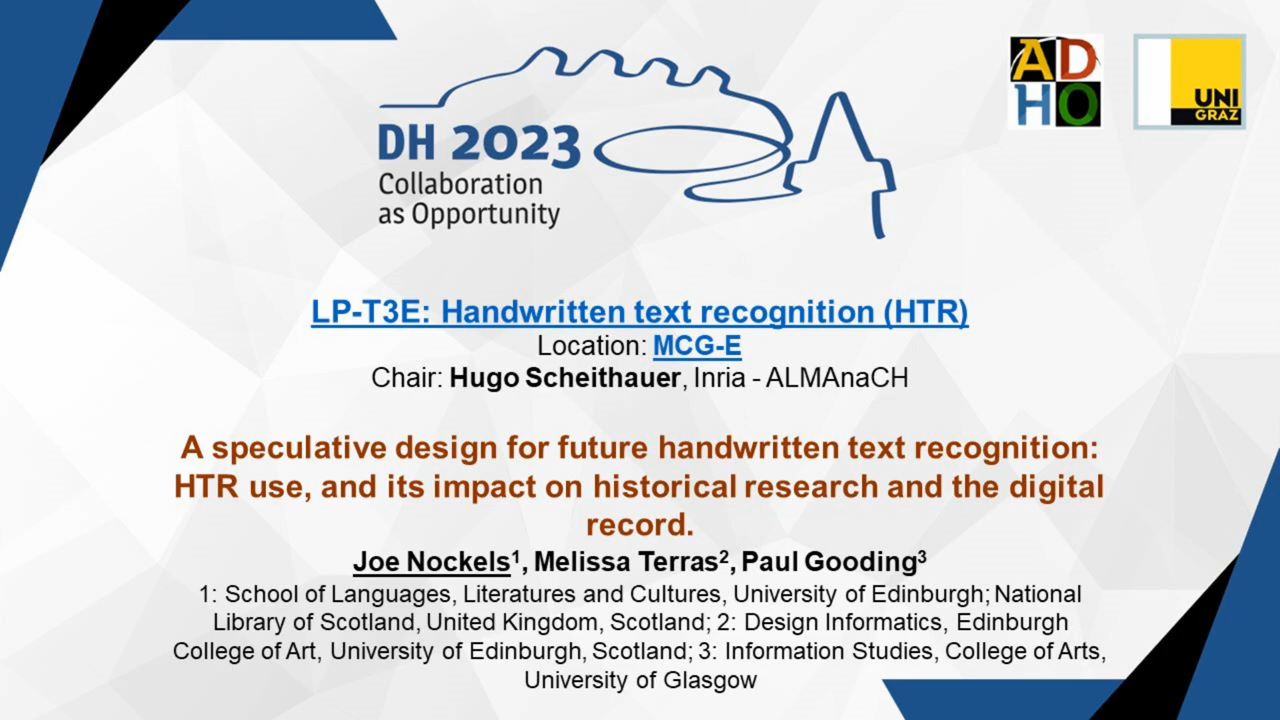 DH 2023
Collaboration
as Opportunity
AD
HO
UNI
GRAZ
LP-T3E: Handwritten text recognition (HTR)
Location: MCG-E
Chair: Hugo Scheithauer, Inria - ALMAnaCH
A speculative design for future handwritten text recognition:
HTR use, and its impact on historical research and the digital
record.
Joe Nockels¹, Melissa Terras², Paul Gooding³
1: School of Languages, Literatures and Cultures, University of Edinburgh; National
Library of Scotland, United Kingdom, Scotland; 2: Design Informatics, Edinburgh
College of Art, University of Edinburgh, Scotland; 3: Information Studies, College of Arts,
University of Glasgow